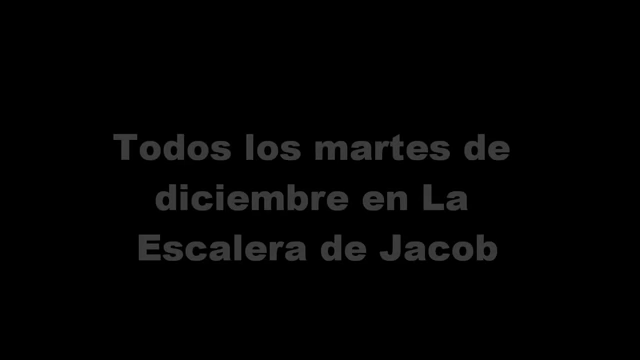 Todos los martes de
diciembre en La
Escalera de Jacob